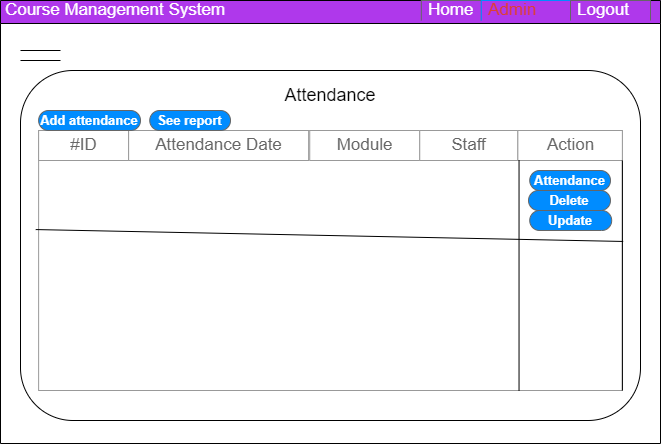 Course Management System Home Admin Logout
Attendance
Add attendance See report
#ID Attendance Date Module Staff Action
Attendance
Delete
Update